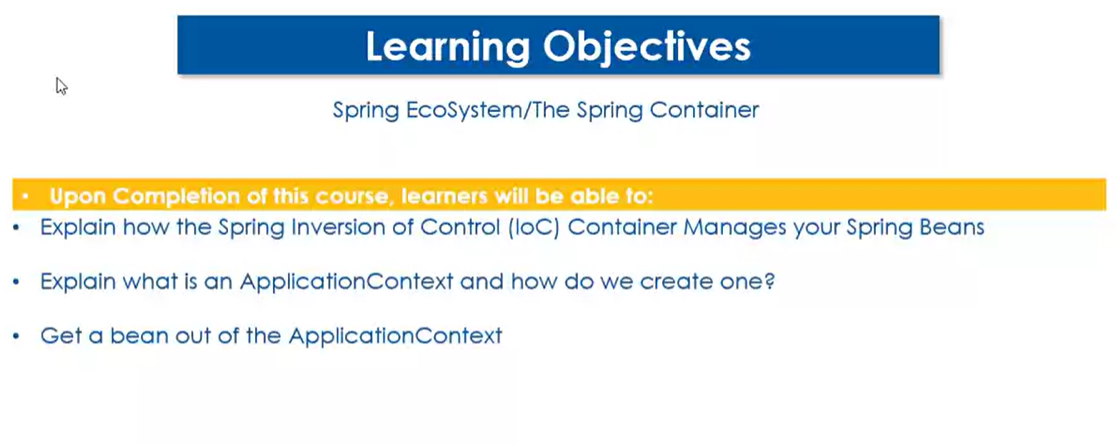 Learning Objectives
Spring EcoSystem/The Spring Container
• Upon Completion of this course, learners will be able to:
• Explain how the Spring Inversion of Control (IoC) Container Manages your Spring Beans
• Explain what is an ApplicationContext and how do we create one?
• Get a bean out of the ApplicationContext